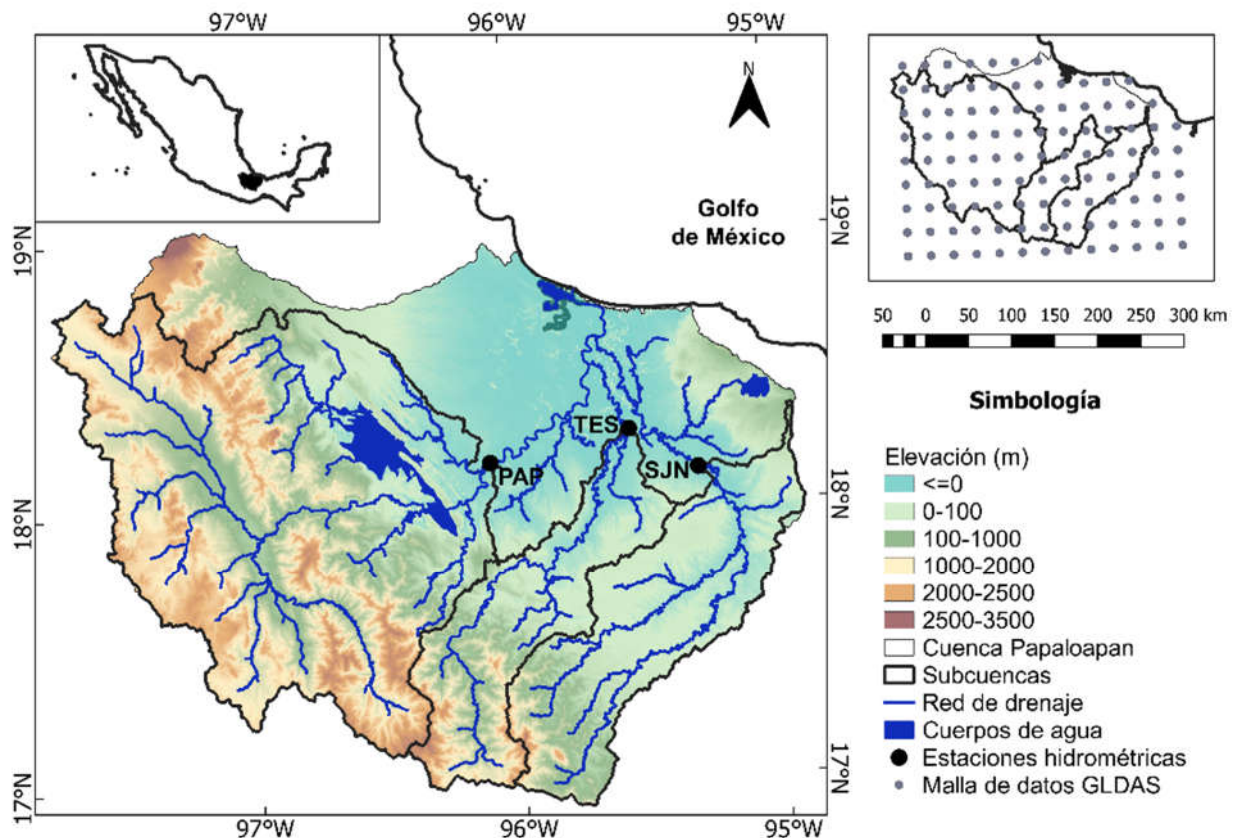 97°W
96°W
95°W
N
Golfo
de México
19°N
19°N
50 0 50 100 150 200 250 300 km
Simbología
TES
PAP
SJN
18°N
18°N
Elevación (m)
<=0
0-100
100-1000
1000-2000
2000-2500
2500-3500
Cuenca Papaloapan
Subcuencas
Red de drenaje
Cuerpos de agua
Estaciones hidrométricas
Malla de datos GLDAS
17°N
17°N
97°W
96°W
95°W